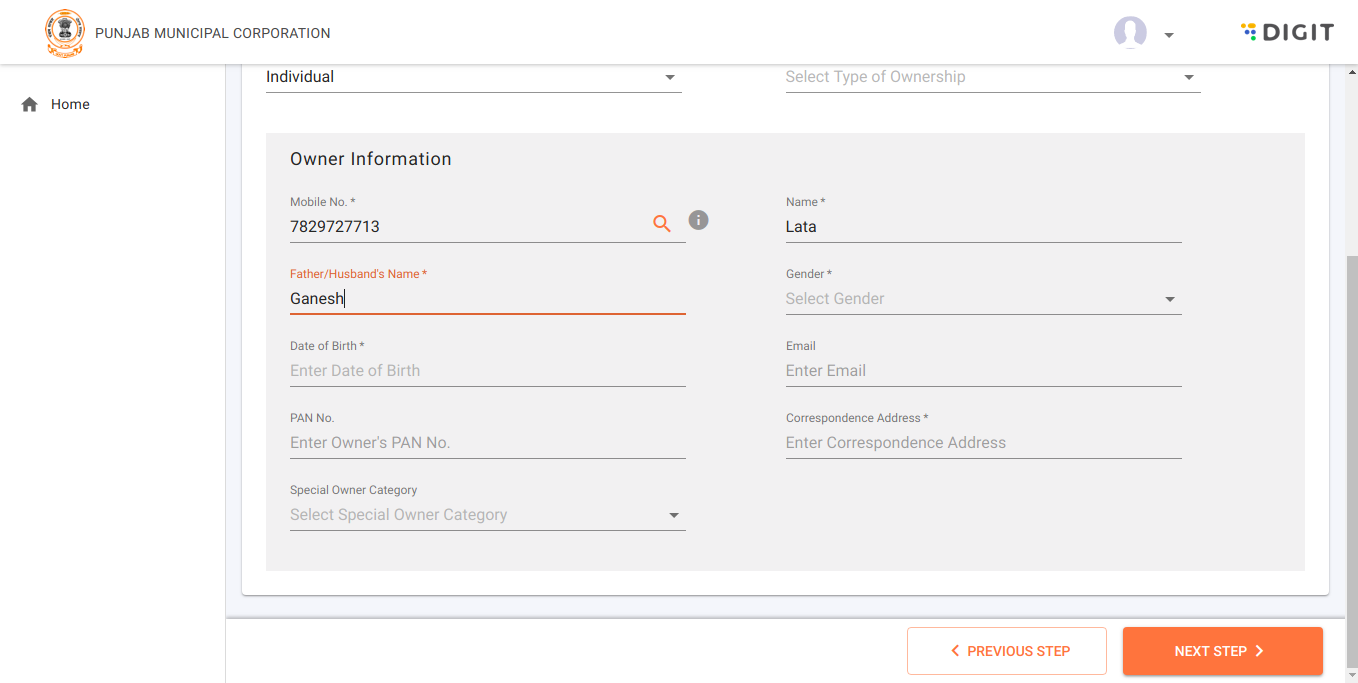 PUNJAB MUNICIPAL CORPORATION
DIGIT
Home
Individual
Select Type of Ownership
Owner Information
Mobile No. *
7829727713
Name *
Lata
Father/Husband's Name *
Ganesh
Gender *
Select Gender
Date of Birth *
Enter Date of Birth
Email
Enter Email
PAN No.
Enter Owner's PAN No.
Correspondence Address *
Enter Correspondence Address
Special Owner Category
Select Special Owner Category
PREVIOUS STEP
NEXT STEP